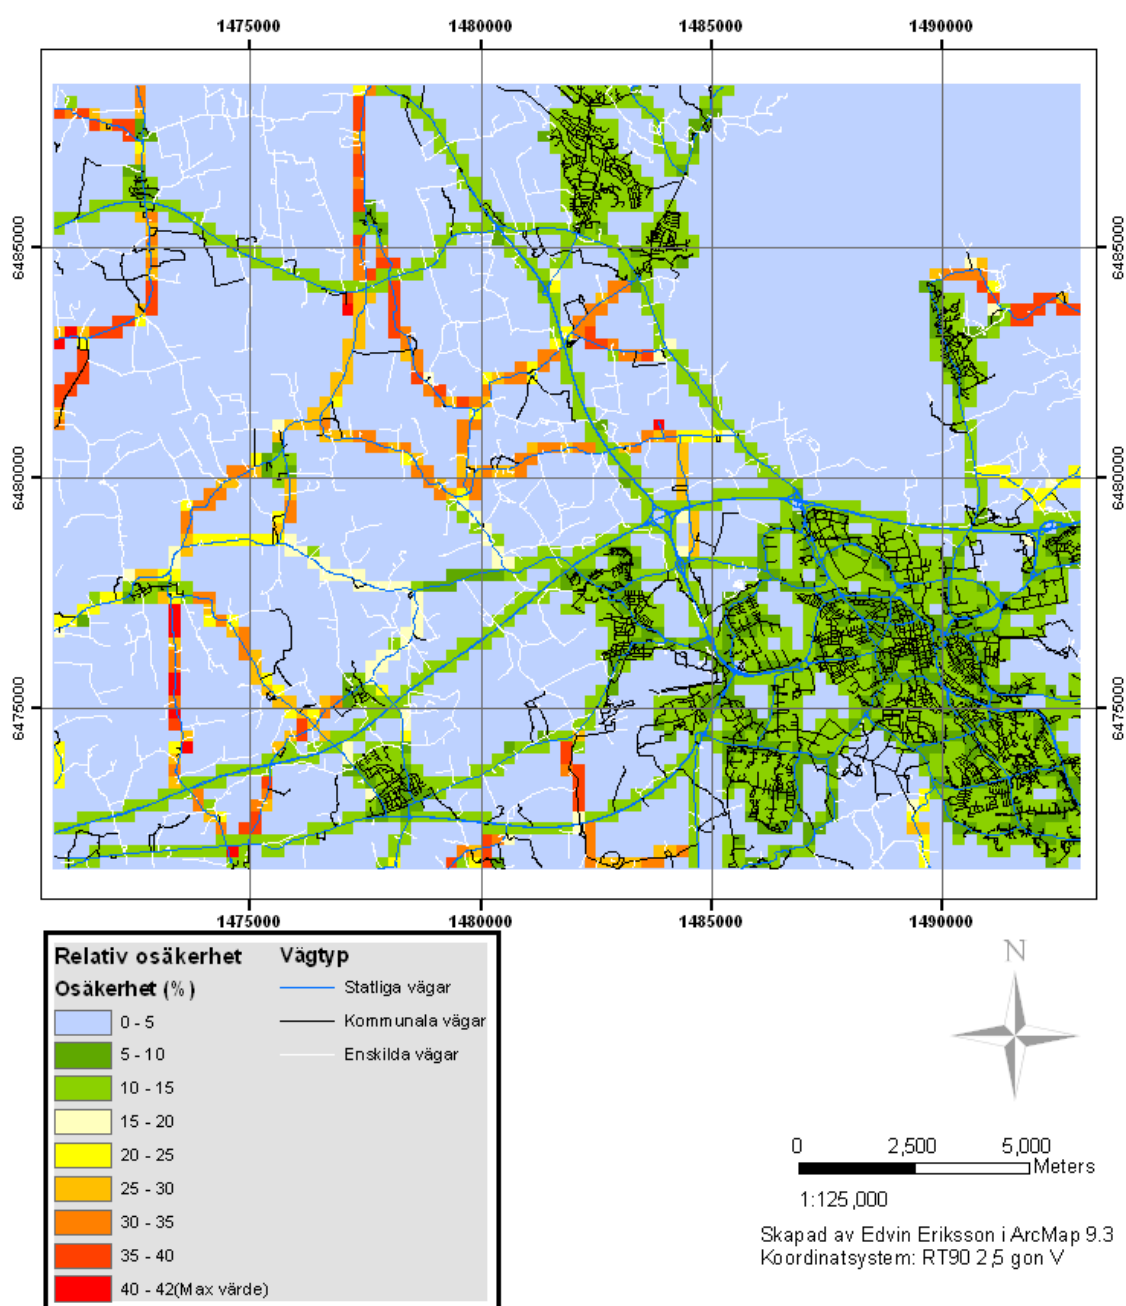 1475000 1480000 1485000 1490000
6485000 6485000
6480000 6480000
6475000 6475000
1475000 1480000 1485000 1490000
Relativ osäkerhet
Osäkerhet (%)
0 - 5
5 - 10
10 - 15
15 - 20
20 - 25
25 - 30
30 - 35
35 - 40
40 - 42(Max värde)
Vägtyp
Statliga vägar
Kommunala vägar
Enskilda vägar
N
0 2,500 5,000
Meters
1:125,000
Skapad av Edvin Eriksson i ArcMap 9.3
Koordinatsystem: RT90 2,5 gon V